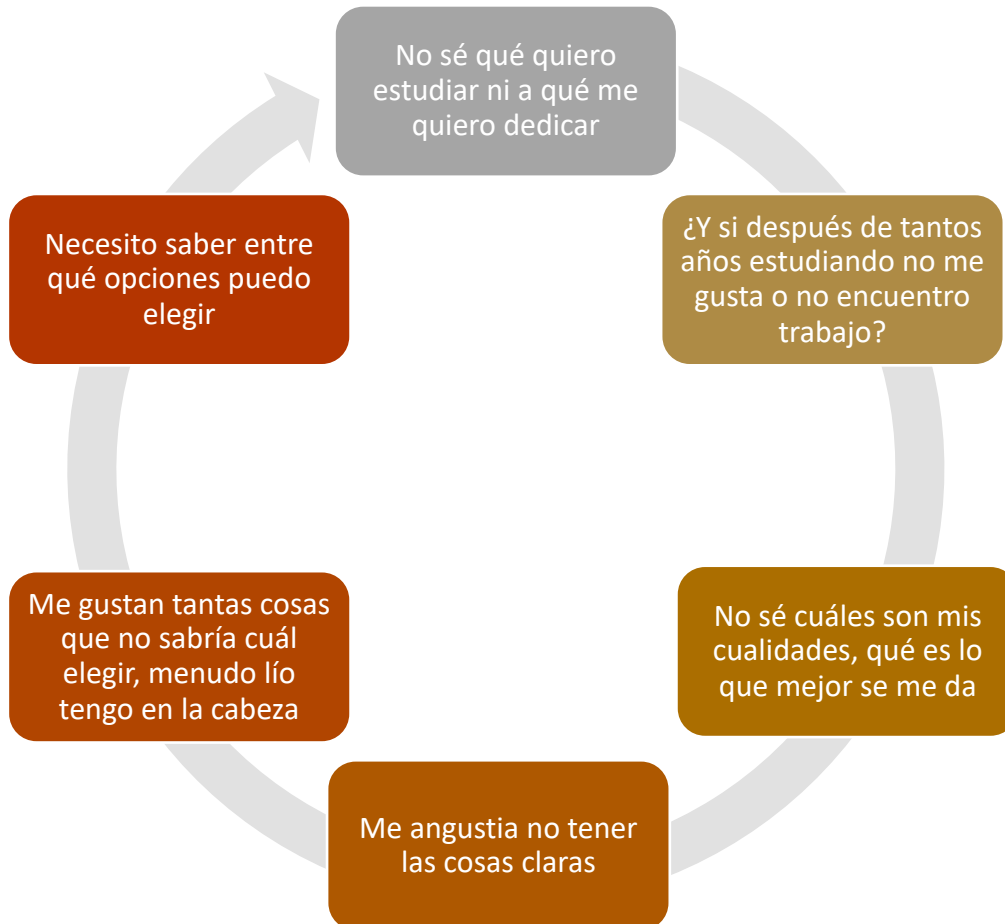 No sé qué quiero
estudiar ni a qué me
quiero dedicar
¿Y si después de tantos
años estudiando no me
gusta o no encuentro
trabajo?
No sé cuáles son mis
cualidades, qué es lo
que mejor se me da
Me angustia no tener
las cosas claras
Me gustan tantas cosas
que no sabría cuál
elegir, menudo lío
tengo en la cabeza
Necesito saber entre
qué opciones puedo
elegir